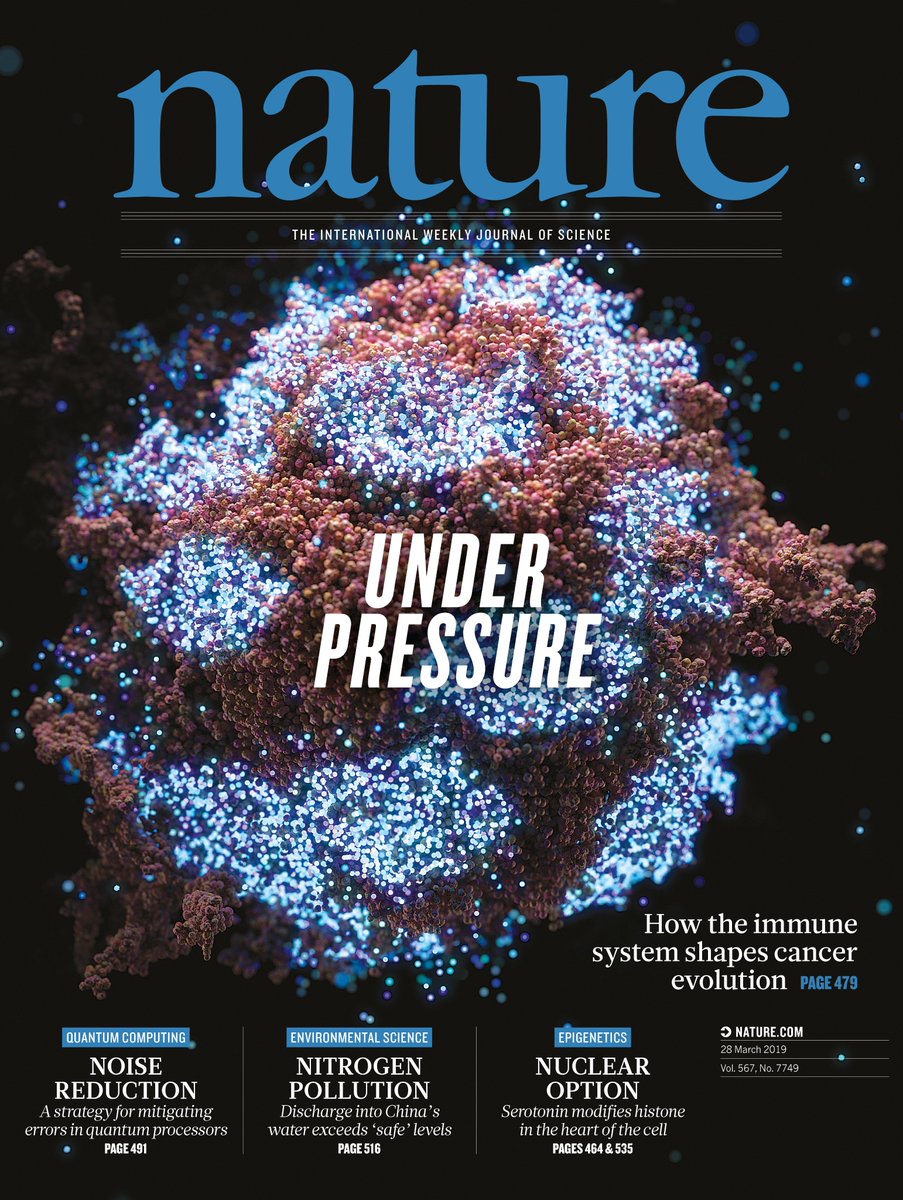 nature
THE INTERNATIONAL WEEKLY JOURNAL OF SCIENCE
UNDER
PRESSURE
How the immune
system shapes cancer
evolution PAGE 479
QUANTUM COMPUTING
NOISE
REDUCTION
A strategy for mitigating
errors in quantum processors
PAGE 491
ENVIRONMENTAL SCIENCE
NITROGEN
POLLUTION
Discharge into China’s
water exceeds ‘safe’ levels
PAGE 516
EPIGENETICS
NUCLEAR
OPTION
Serotonin modifies histone
in the heart of the cell
PAGES 464 & 535
NATURE.COM
28 March 2019
Vol. 567, No. 7749